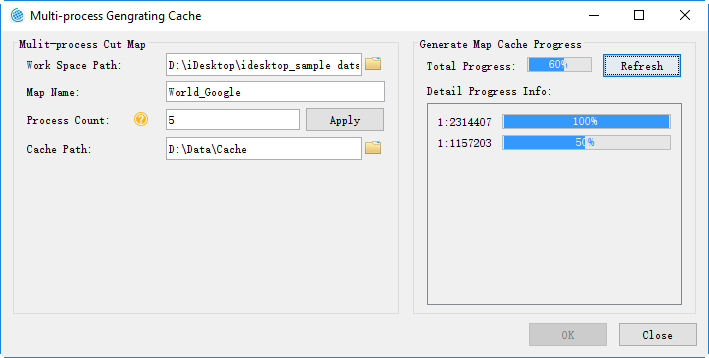 Multi-process Gengrating Cache
Mulit-process Cut Map
Work Space Path: D:\iDesktop\idesktop_sample data
Map Name: World_Google
Process Count: ? 5 Apply
Cache Path: D:\Data\Cache
Generate Map Cache Progress
Total Progress: 60% Refresh
Detail Progress Info:
1:2314407 100%
1:1157203 50%
OK Close